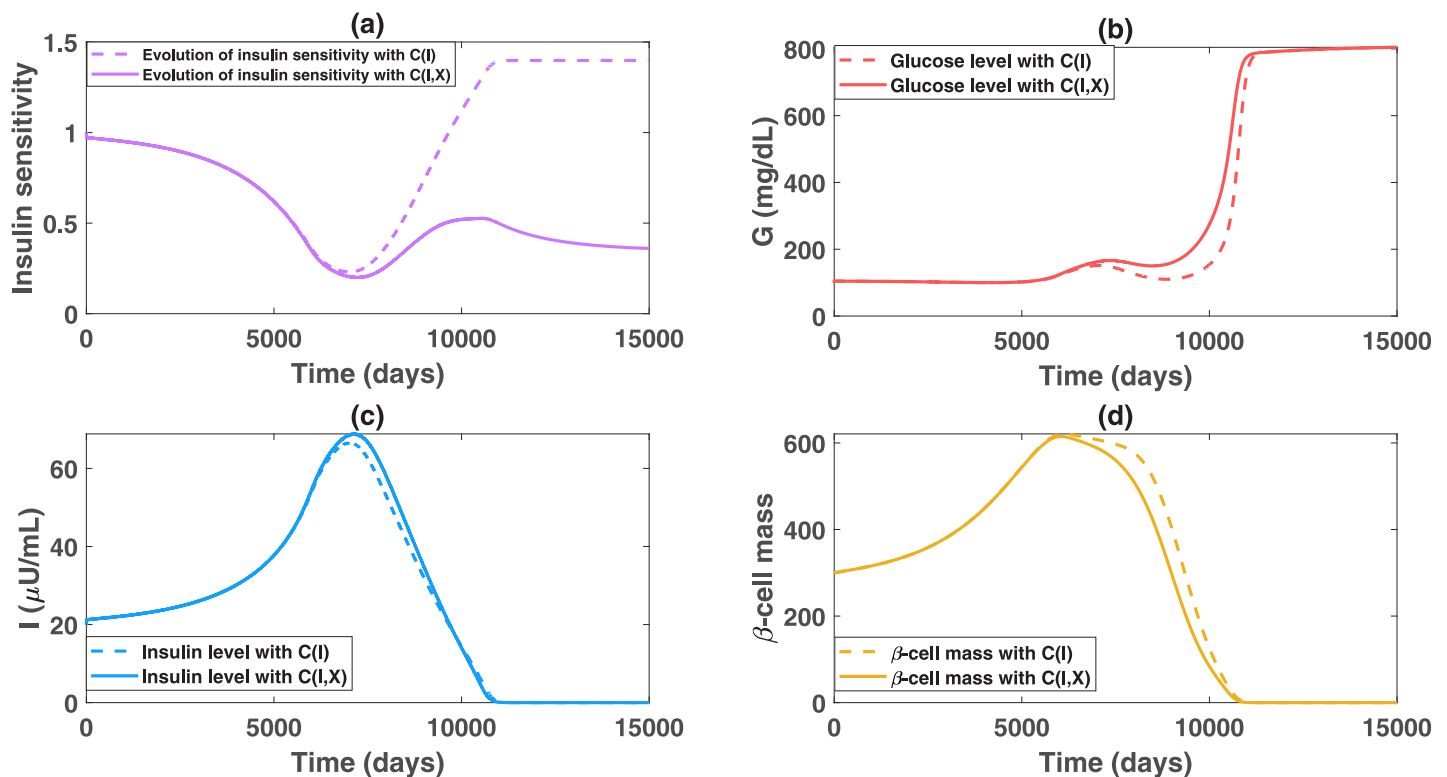 (a)
1.5
1
0.5
0
Insulin sensitivity
Evolution of insulin sensitivity with C(I)
Evolution of insulin sensitivity with C(I,X)
0 5000 10000 15000
Time (days)
(b)
800
600
400
200
0
G (mg/dL)
Glucose level with C(I)
Glucose level with C(I,X)
0 5000 10000 15000
Time (days)
(c)
60
40
20
0
I (μU/mL)
Insulin level with C(I)
Insulin level with C(I,X)
0 5000 10000 15000
Time (days)
(d)
600
400
200
0
β-cell mass
β-cell mass with C(I)
β-cell mass with C(I,X)
0 5000 10000 15000
Time (days)